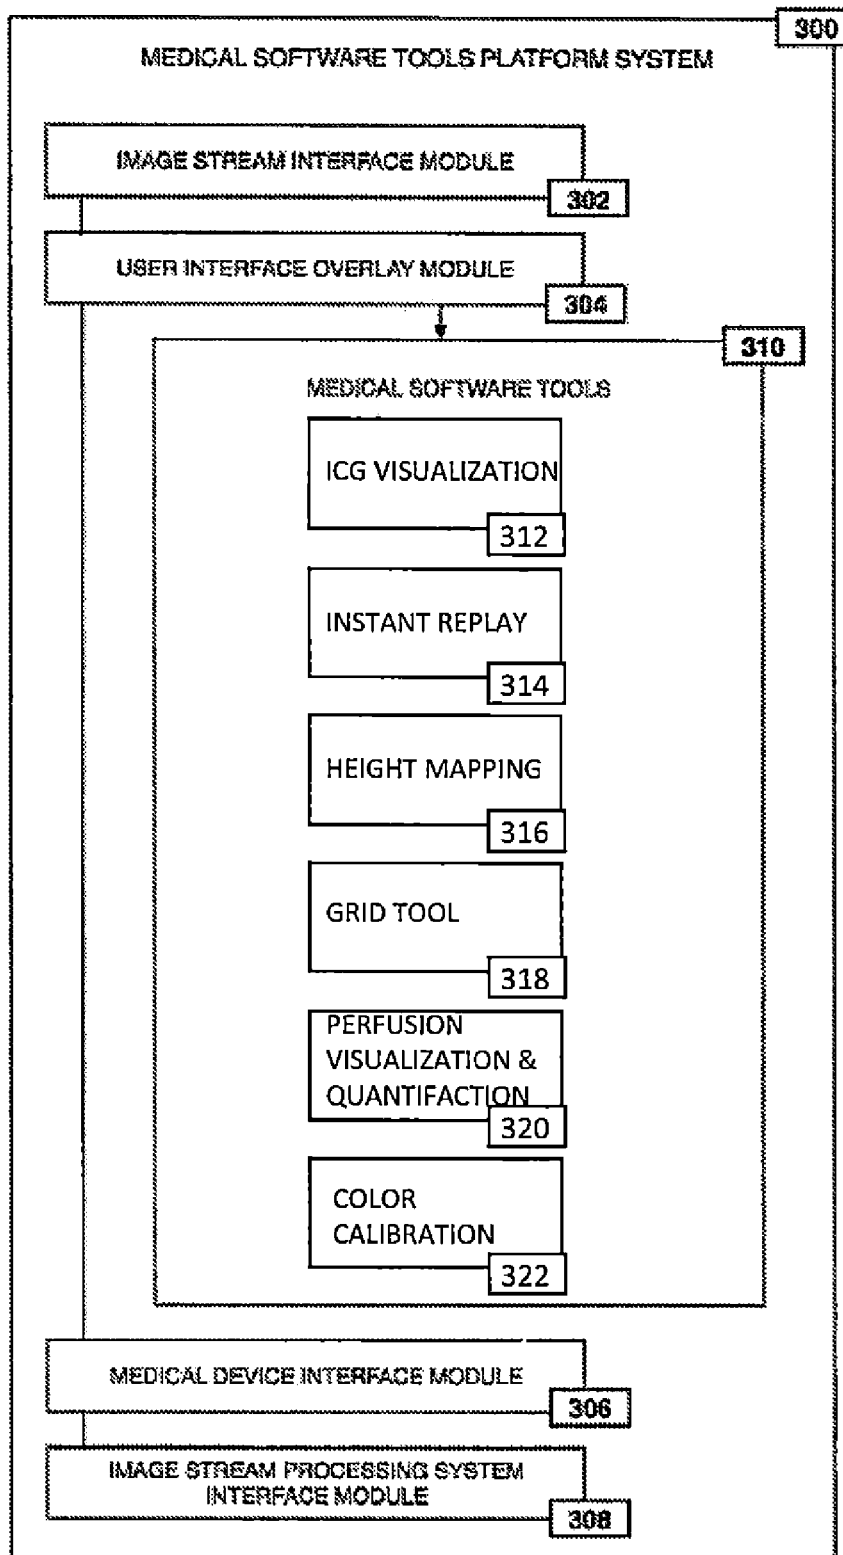 300
MEDICAL SOFTWARE TOOLS PLATFORM SYSTEM
IMAGE STREAM INTERFACE MODULE
302
USER INTERFACE OVERLAY MODULE
304
310
MEDICAL SOFTWARE TOOLS
ICG VISUALIZATION
312
INSTANT REPLAY
314
HEIGHT MAPPING
316
GRID TOOL
318
PERFUSION
VISUALIZATION &
QUANTIFACTION
320
COLOR
CALIBRATION
322
MEDICAL DEVICE INTERFACE MODULE
306
IMAGE STREAM PROCESSING SYSTEM
INTERFACE MODULE
308